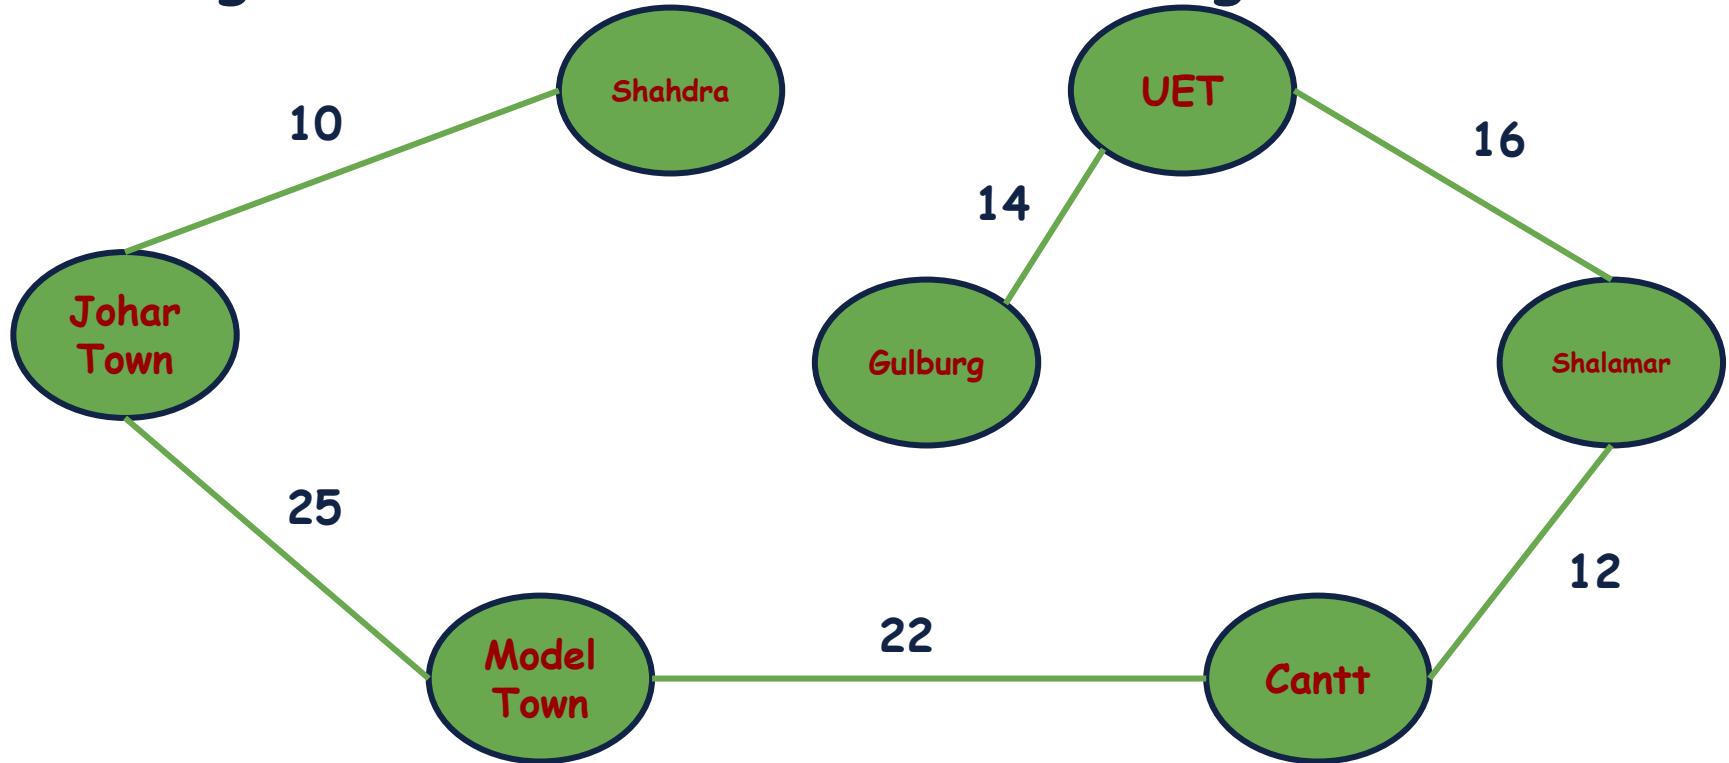 Shahdra
UET
10
16
14
Johar
Town
Gulburg
Shalamar
25
12
22
Model
Town
Cantt